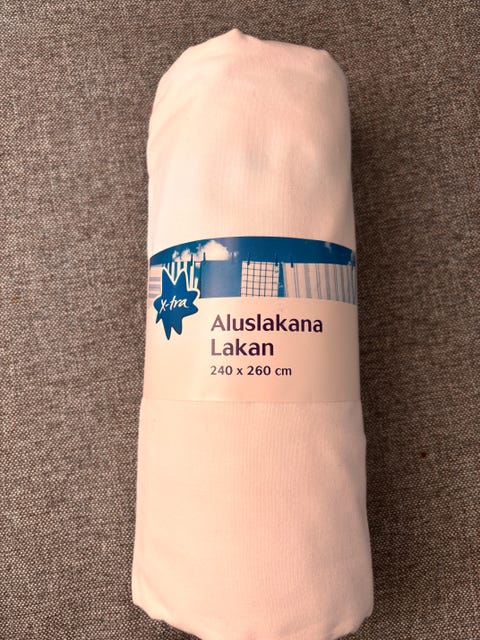 X-tra
Aluslakana
Lakan
240 x 260 cm